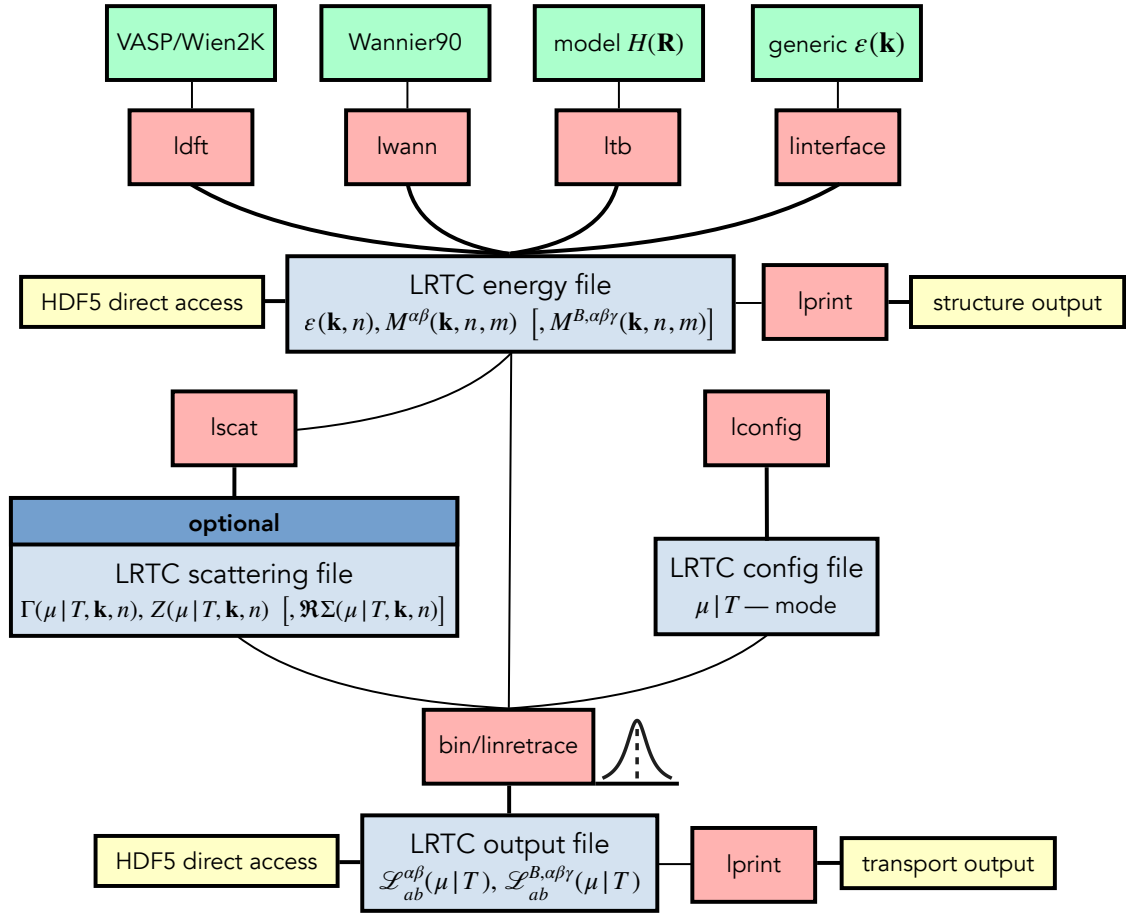 VASP/Wien2K
Wannier90
model H(R)
generic ε(k)
ldft
lwann
ltb
linterface
HDF5 direct access
LRTC energy file
ε(k, n), M^{αβ}(k, n, m) [, M^{B,αβγ}(k, n, m)]
lprint
structure output
lscat
lconfig
optional
LRTC scattering file
Γ(μ | T, k, n), Z(μ | T, k, n) [, ℜΣ(μ | T, k, n)]
LRTC config file
μ | T — mode
bin/linretrace
HDF5 direct access
LRTC output file
ℒ^{αβ}_{ab}(μ | T), ℒ^{B,αβγ}_{ab}(μ | T)
lprint
transport output